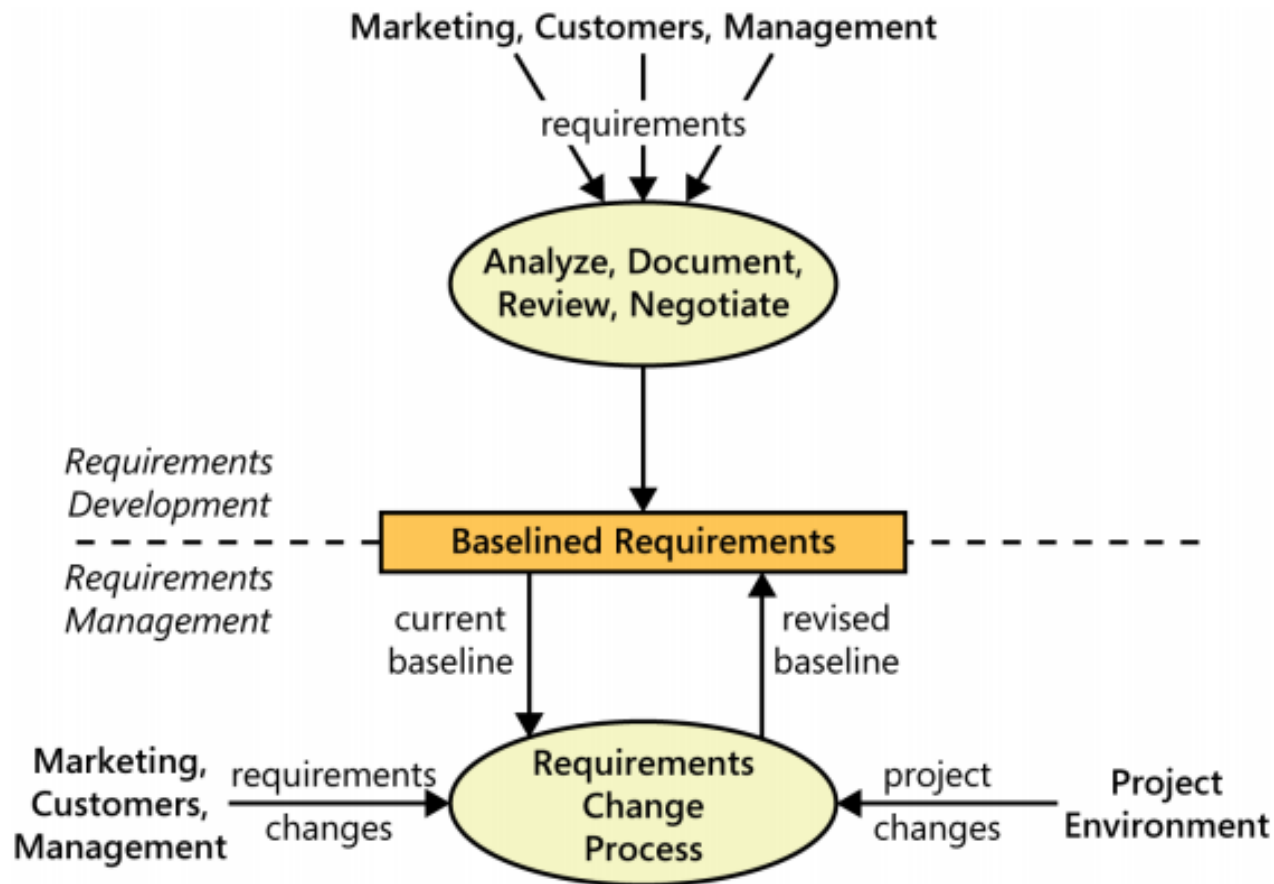 Marketing, Customers, Management
requirements
Analyze, Document,
Review, Negotiate
Requirements
Development
Baselined Requirements
Requirements
Management
current
baseline
revised
baseline
Marketing,
Customers,
Management
requirements
changes
Requirements
Change
Process
project
changes
Project
Environment